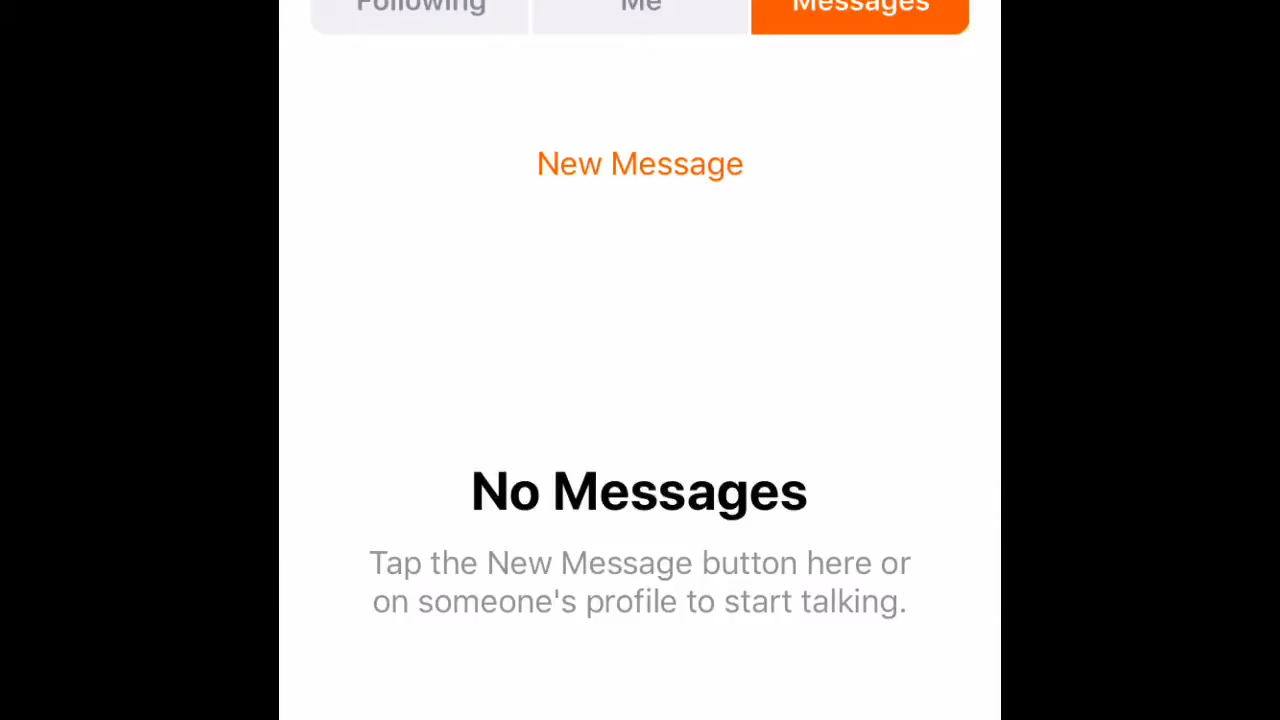 Following
Me
Messages
New Message
No Messages
Tap the New Message button here or
on someone's profile to start talking.